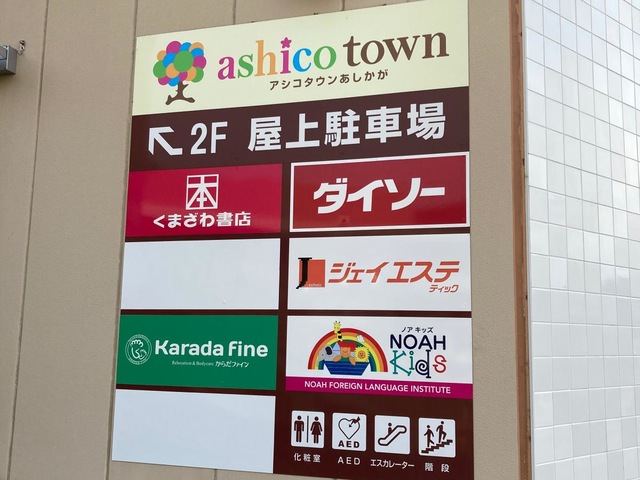 ashico town
アシコタウンあしかが
2F 屋上駐車場
本
くまざわ書店
ダイソー
J
ジェイエステ
ティック
Karada fine
Relaxation & Bodycare からだファイン
ノア キッズ
NOAH
Kids
NOAH FOREIGN LANGUAGE INSTITUTE
AED
化粧室
AED
エスカレーター
階段